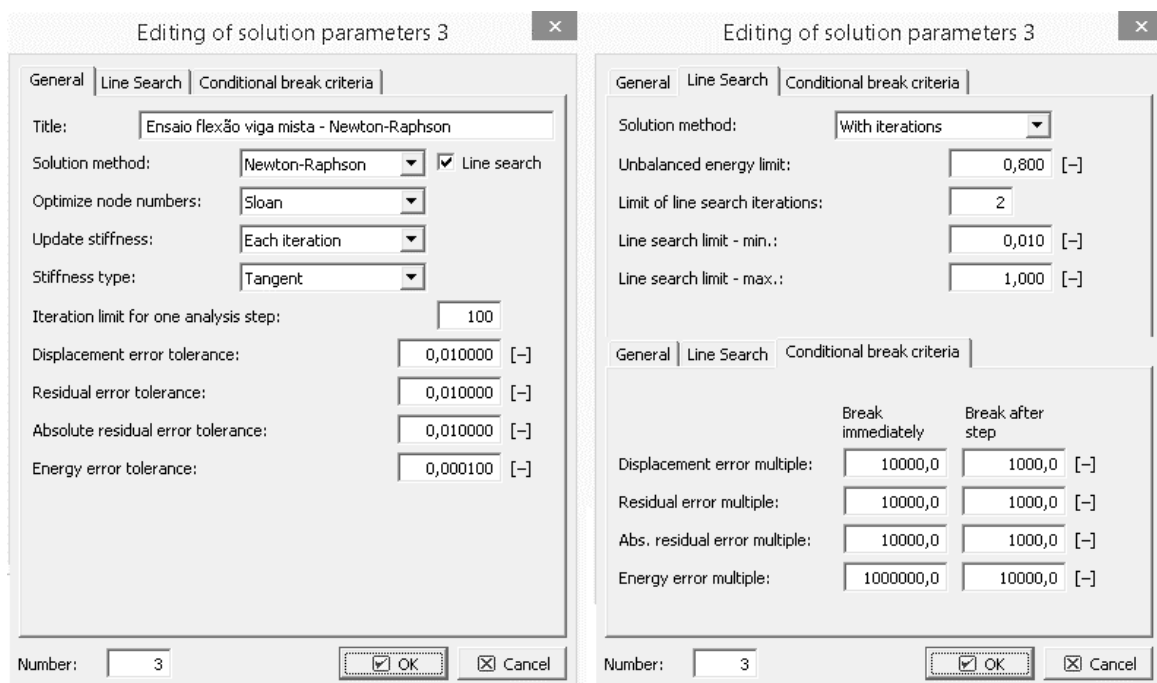 Editing of solution parameters 3
General Line Search Conditional break criteria
Title: Ensaio flexão viga mista - Newton-Raphson
Solution method: Newton-Raphson Line search
Optimize node numbers: Sloan
Update stiffness: Each iteration
Stiffness type: Tangent
Iteration limit for one analysis step: 100
Displacement error tolerance: 0,010000 [-]
Residual error tolerance: 0,010000 [-]
Absolute residual error tolerance: 0,010000 [-]
Energy error tolerance: 0,000100 [-]
Number: 3 OK Cancel
Editing of solution parameters 3
General Line Search Conditional break criteria
Solution method: With iterations
Unbalanced energy limit: 0,800 [-]
Limit of line search iterations: 2
Line search limit - min.: 0,010 [-]
Line search limit - max.: 1,000 [-]
General Line Search Conditional break criteria
Break immediately Break after step
Displacement error multiple: 10000,0 1000,0 [-]
Residual error multiple: 10000,0 1000,0 [-]
Abs. residual error multiple: 10000,0 1000,0 [-]
Energy error multiple: 1000000,0 10000,0 [-]
Number: 3 OK Cancel